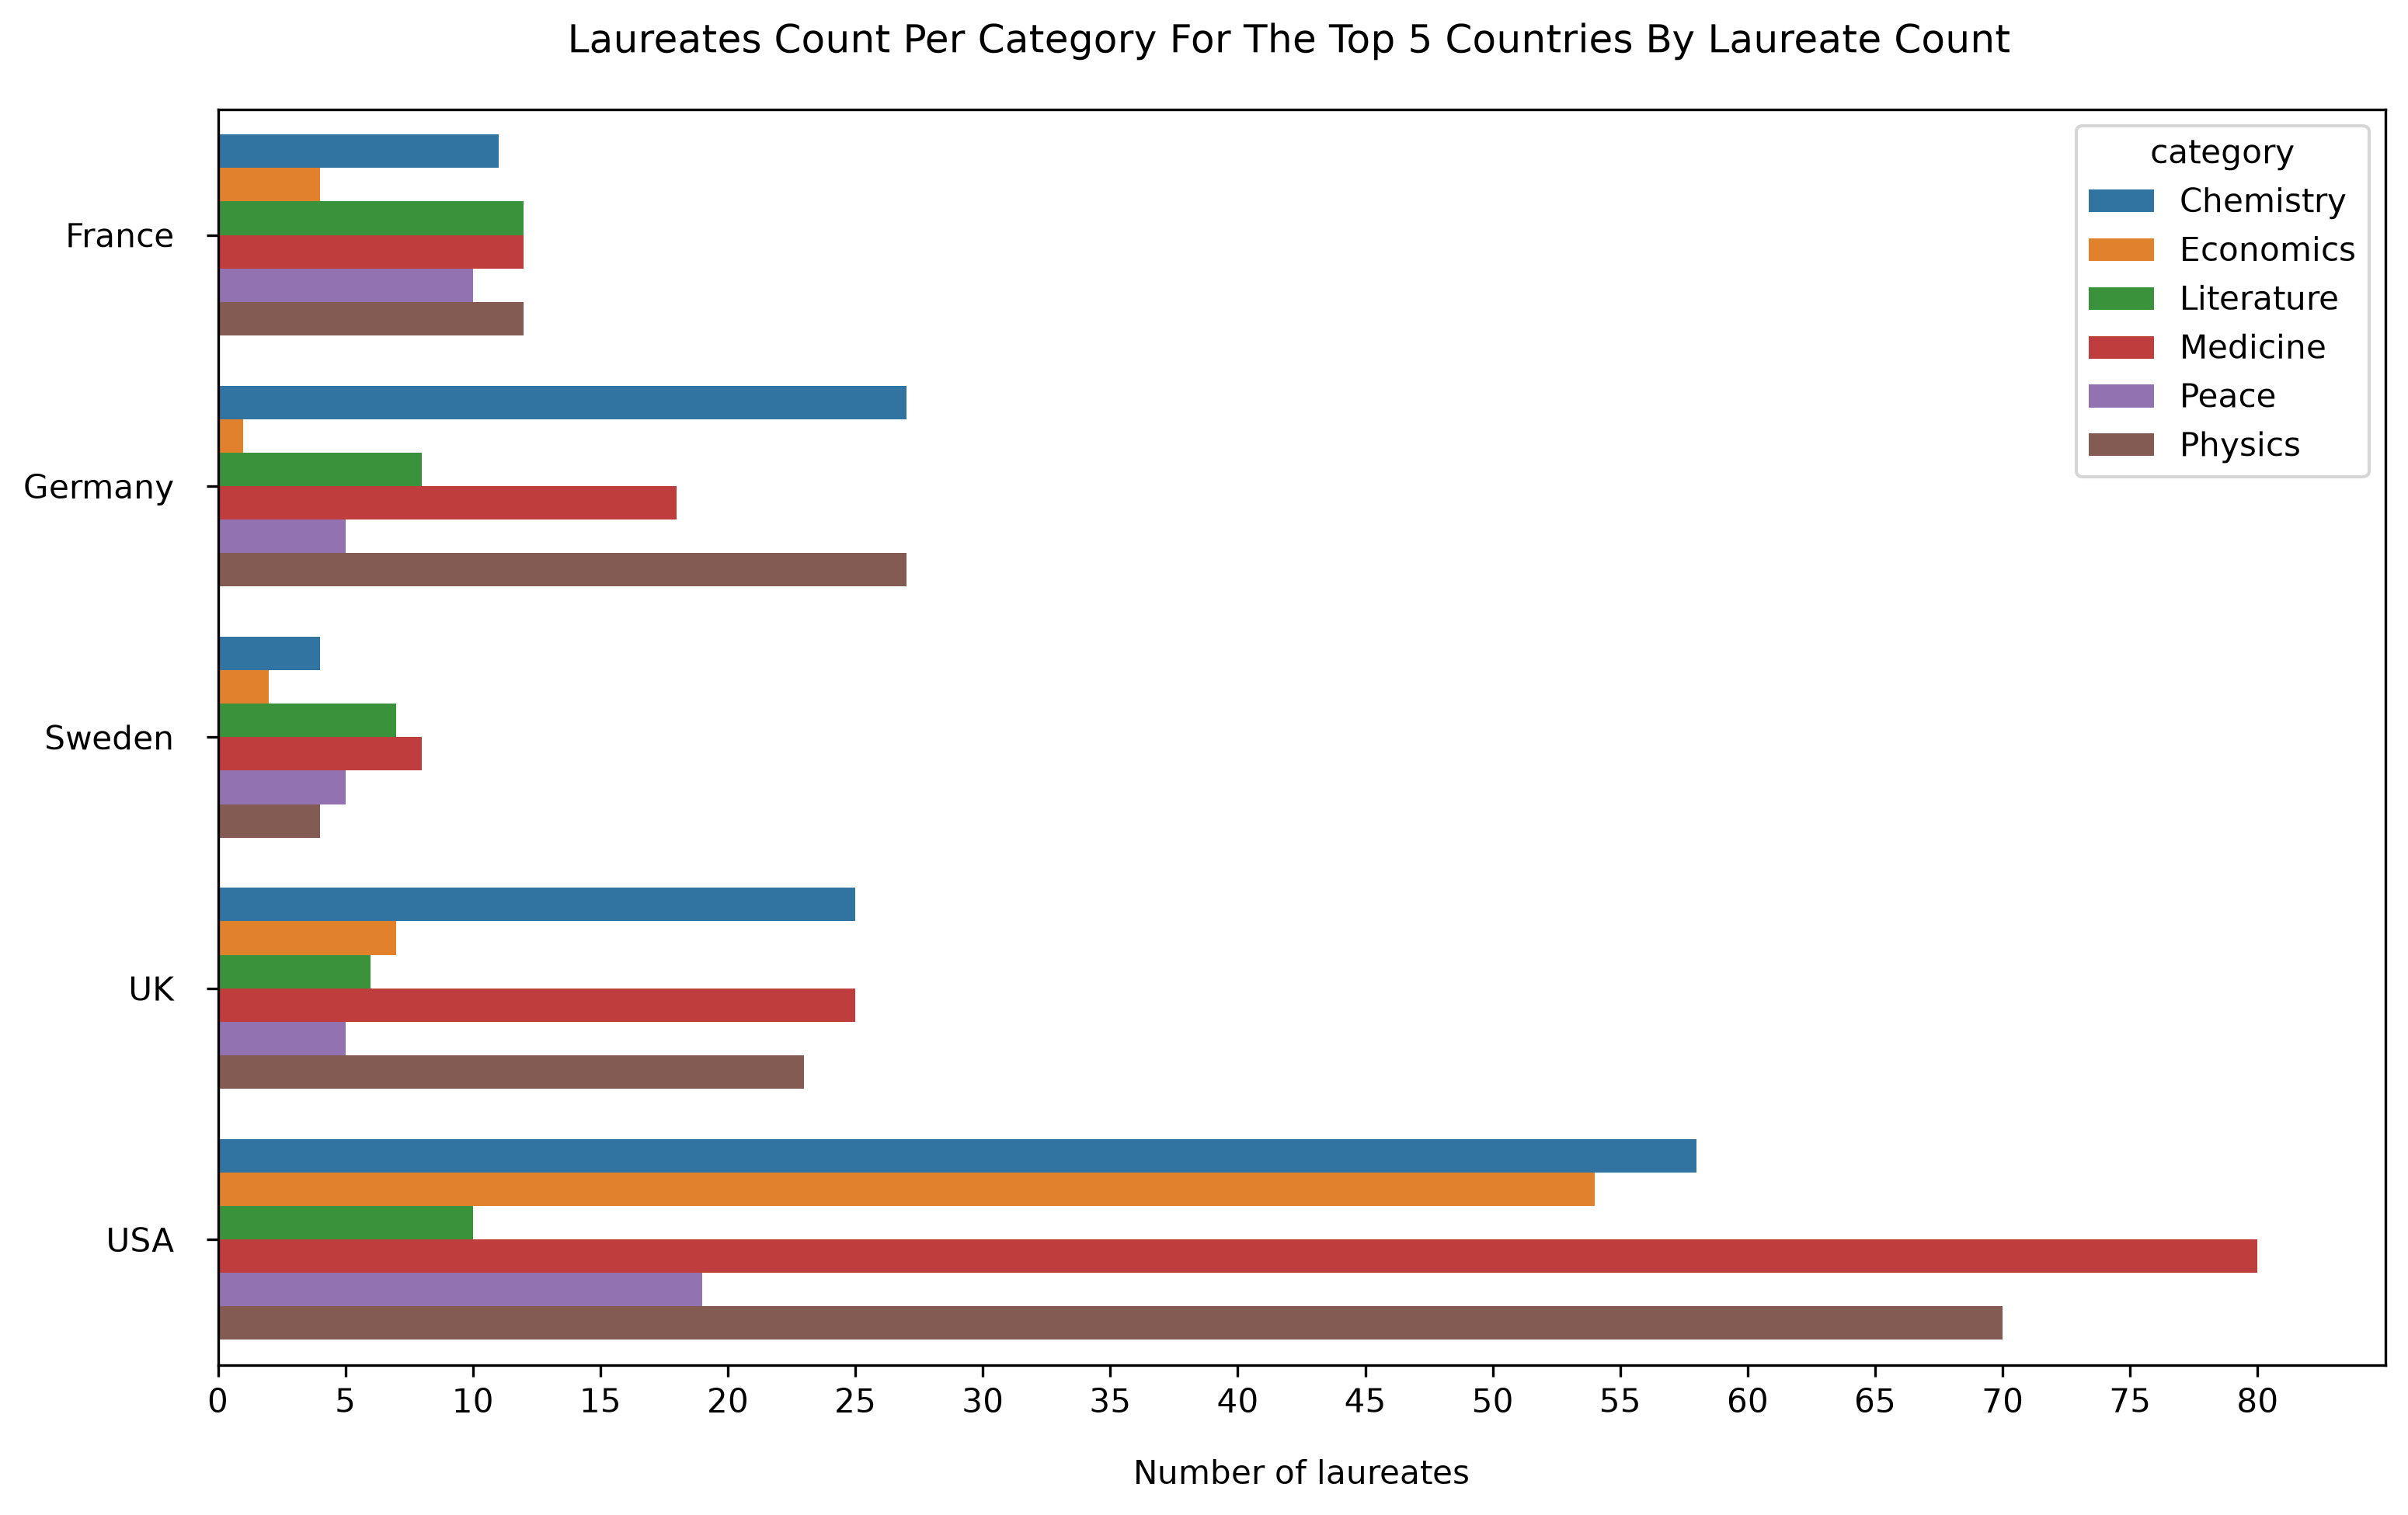 Laureates Count Per Category For The Top 5 Countries By Laureate Count
category
Chemistry
Economics
Literature
Medicine
Peace
Physics
France
Germany
Sweden
UK
USA
0 5 10 15 20 25 30 35 40 45 50 55 60 65 70 75 80
Number of laureates